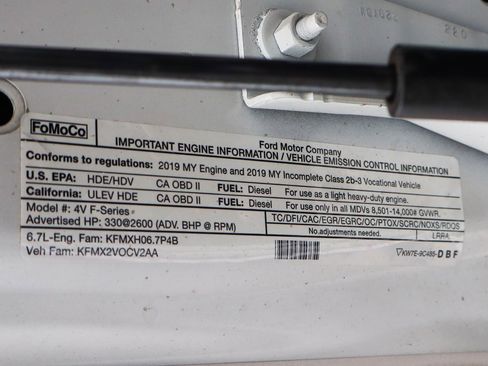 FoMoCo
Ford Motor Company
IMPORTANT ENGINE INFORMATION / VEHICLE EMISSION CONTROL INFORMATION
Conforms to regulations: 2019 MY Engine and 2019 MY Incomplete Class 2b-3 Vocational Vehicle
U.S. EPA: HDE/HDV CA OBD II FUEL: Diesel For use as a light heavy-duty engine.
California: ULEV HDE CA OBD II FUEL: Diesel For use only in all MDVs 8,501-14,000# GVWR.
Model #: 4V F-Series TC/DFI/CAC/EGR/EGRC/OC/PTOX/SCRC/NOXS/RDQS
Advertised HP: 330@2600 (ADV. BHP @ RPM) No adjustments needed. LRRA
6.7L-Eng. Fam: KFMXH06.7P4B
Veh Fam: KFMX2VOCV2AA KW7E-9C485-DBF